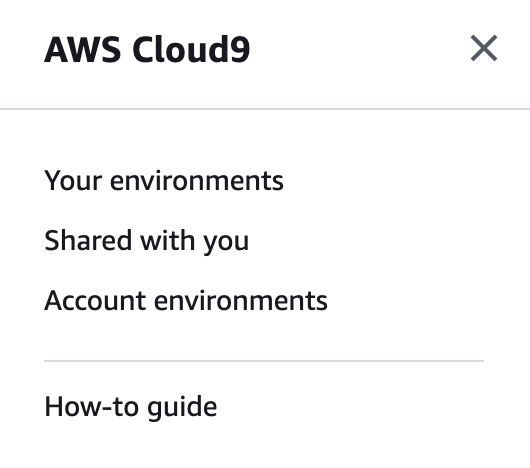 AWS Cloud9
Your environments
Shared with you
Account environments
How-to guide